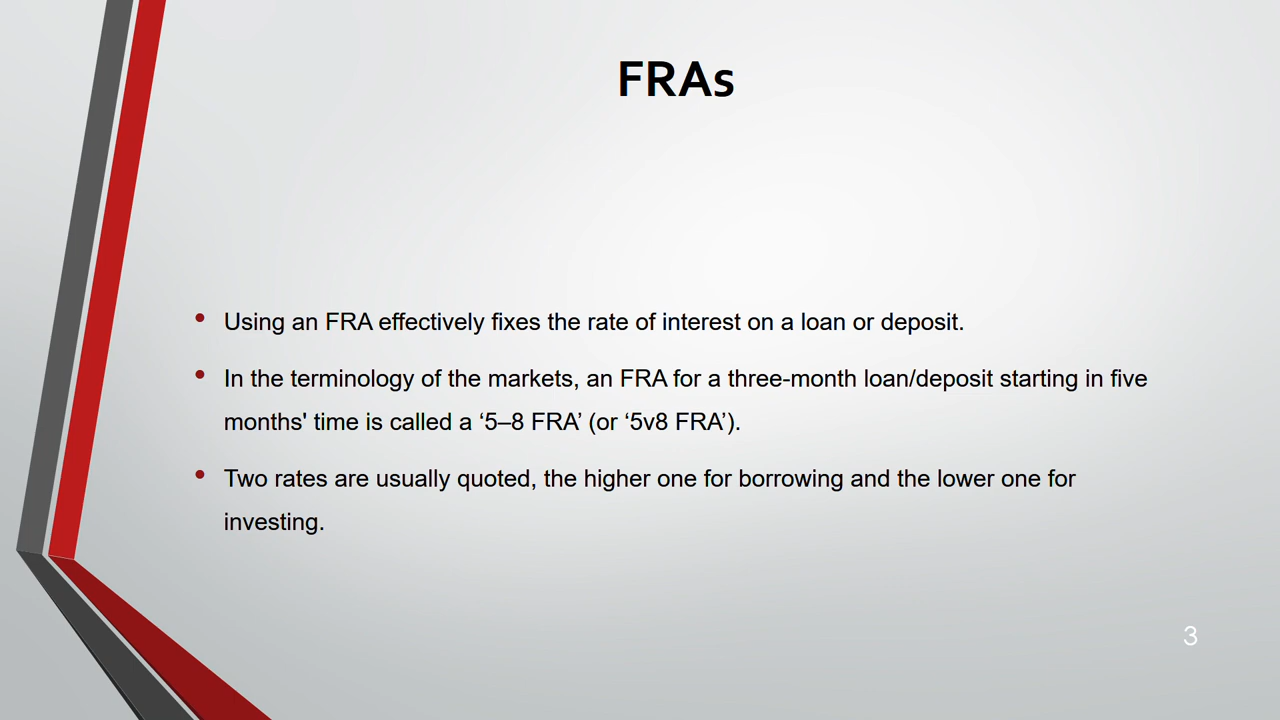 FRAs
• Using an FRA effectively fixes the rate of interest on a loan or deposit.
• In the terminology of the markets, an FRA for a three-month loan/deposit starting in five
months' time is called a ‘5–8 FRA’ (or ‘5v8 FRA’).
• Two rates are usually quoted, the higher one for borrowing and the lower one for
investing.
3